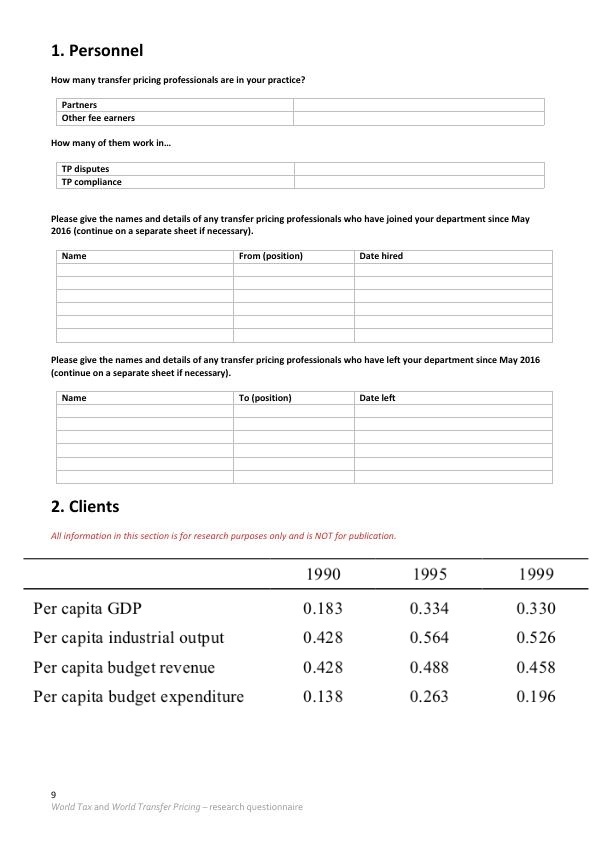 1. Personnel
How many transfer pricing professionals are in your practice?
Partners
Other fee earners
How many of them work in…
TP disputes
TP compliance
Please give the names and details of any transfer pricing professionals who have joined your department since May
2016 (continue on a separate sheet if necessary).
Name From (position) Date hired
Please give the names and details of any transfer pricing professionals who have left your department since May 2016
(continue on a separate sheet if necessary).
Name To (position) Date left
2. Clients
All information in this section is for research purposes only and is NOT for publication.
1990 1995 1999
Per capita GDP 0.183 0.334 0.330
Per capita industrial output 0.428 0.564 0.526
Per capita budget revenue 0.428 0.488 0.458
Per capita budget expenditure 0.138 0.263 0.196
9
World Tax and World Transfer Pricing – research questionnaire